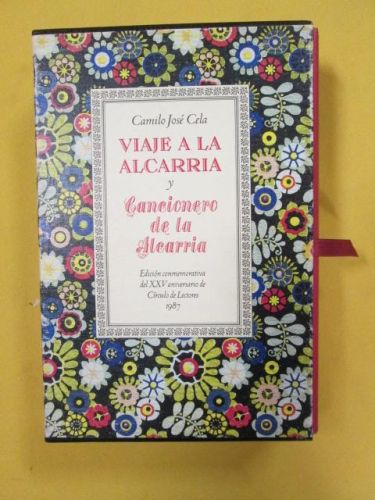 Camilo José Cela
VIAJE A LA
ALCARRIA
y
Cancionero
de la
Alcarria
Edición conmemorativa
del XXV aniversario de
Círculo de Lectores
1987